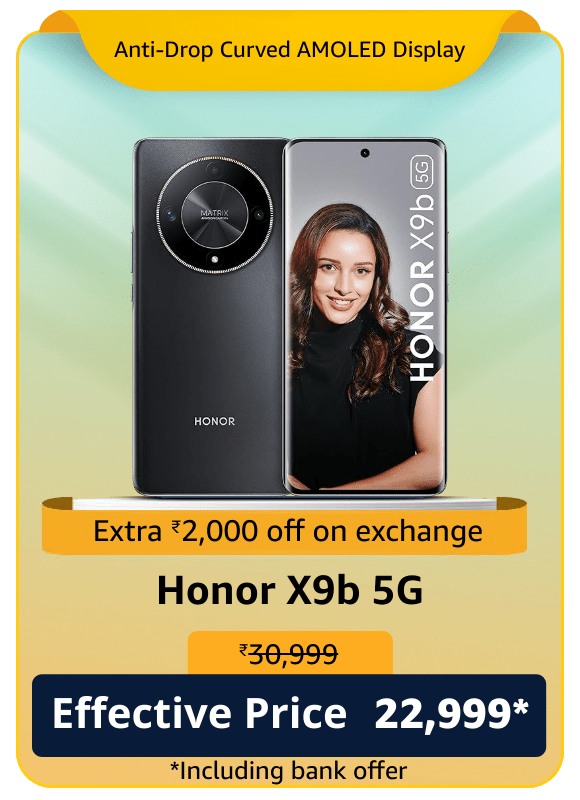 Anti-Drop Curved AMOLED Display
MATRIX
HONOR
HONOR X9b 5G
Extra ₹2,000 off on exchange
Honor X9b 5G
₹30,999
Effective Price 22,999*
*Including bank offer